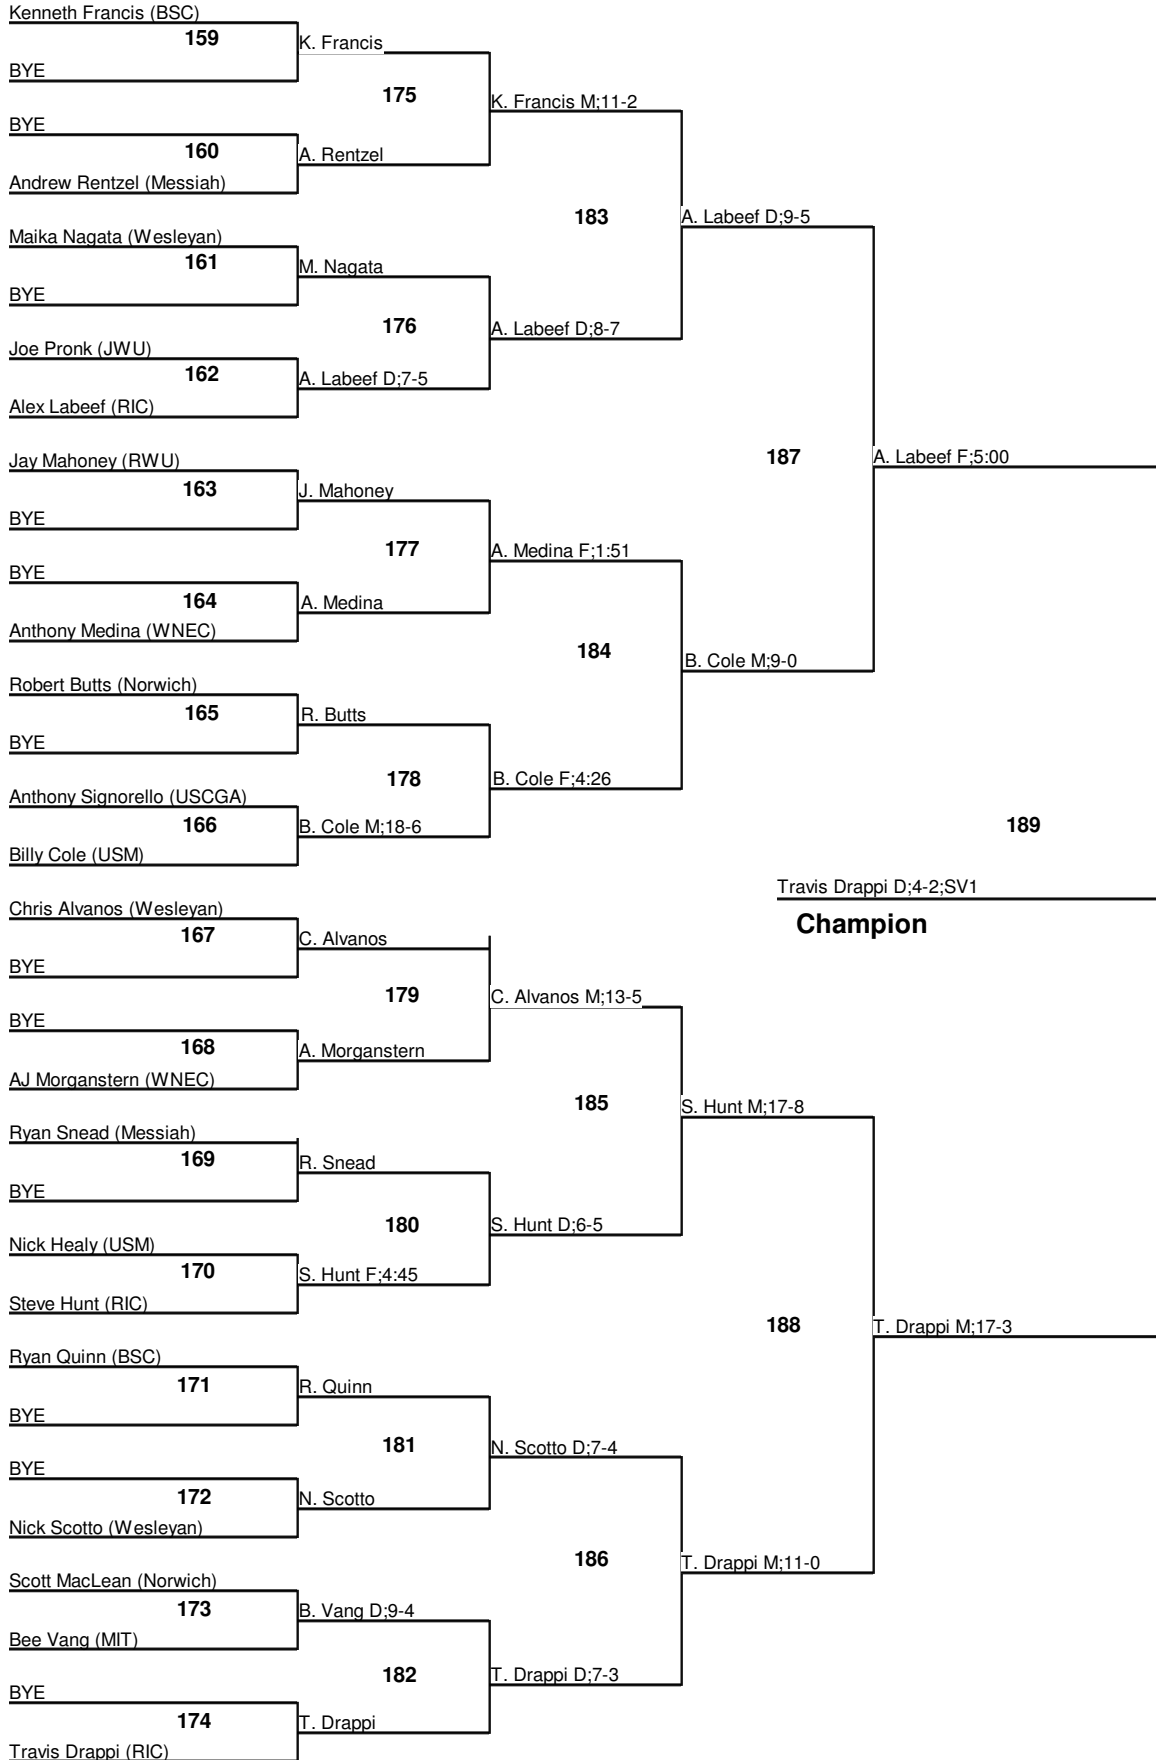 Kenneth Francis (BSC)
159
K. Francis
BYE
175
K. Francis M;11-2
BYE
160
A. Rentzel
Andrew Rentzel (Messiah)
183
A. Labeef D;9-5
Maika Nagata (Wesleyan)
161
M. Nagata
BYE
176
A. Labeef D;8-7
Joe Pronk (JWU)
162
A. Labeef D;7-5
Alex Labeef (RIC)
187
A. Labeef F;5:00
Jay Mahoney (RWU)
163
J. Mahoney
BYE
177
A. Medina F;1:51
BYE
164
A. Medina
Anthony Medina (WNEC)
184
B. Cole M;9-0
Robert Butts (Norwich)
165
R. Butts
BYE
178
B. Cole F;4:26
Anthony Signorello (USCGA)
166
B. Cole M;18-6
189
Billy Cole (USM)
Travis Drappi D;4-2;SV1
Champion
Chris Alvanos (Wesleyan)
167
C. Alvanos
BYE
179
C. Alvanos M;13-5
BYE
168
A. Morganstern
AJ Morganstern (WNEC)
185
S. Hunt M;17-8
Ryan Snead (Messiah)
169
R. Snead
BYE
180
S. Hunt D;6-5
Nick Healy (USM)
170
S. Hunt F;4:45
Steve Hunt (RIC)
188
T. Drappi M;17-3
Ryan Quinn (BSC)
171
R. Quinn
BYE
181
N. Scotto D;7-4
BYE
172
N. Scotto
Nick Scotto (Wesleyan)
186
T. Drappi M;11-0
Scott MacLean (Norwich)
173
B. Vang D;9-4
Bee Vang (MIT)
182
T. Drappi D;7-3
BYE
174
T. Drappi
Travis Drappi (RIC)